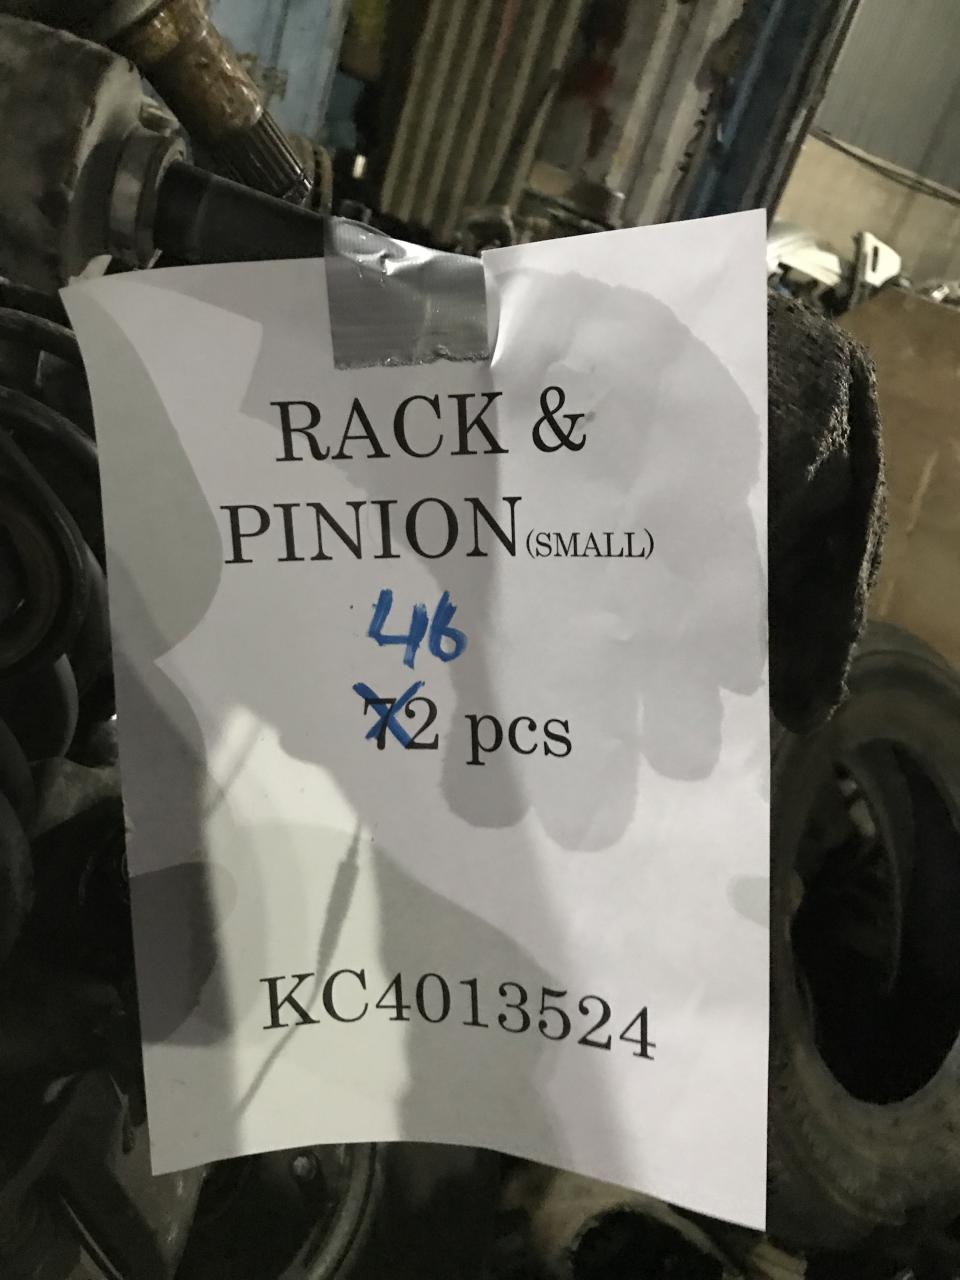 RACK &
PINION (SMALL)
46
72 pcs
KC4013524